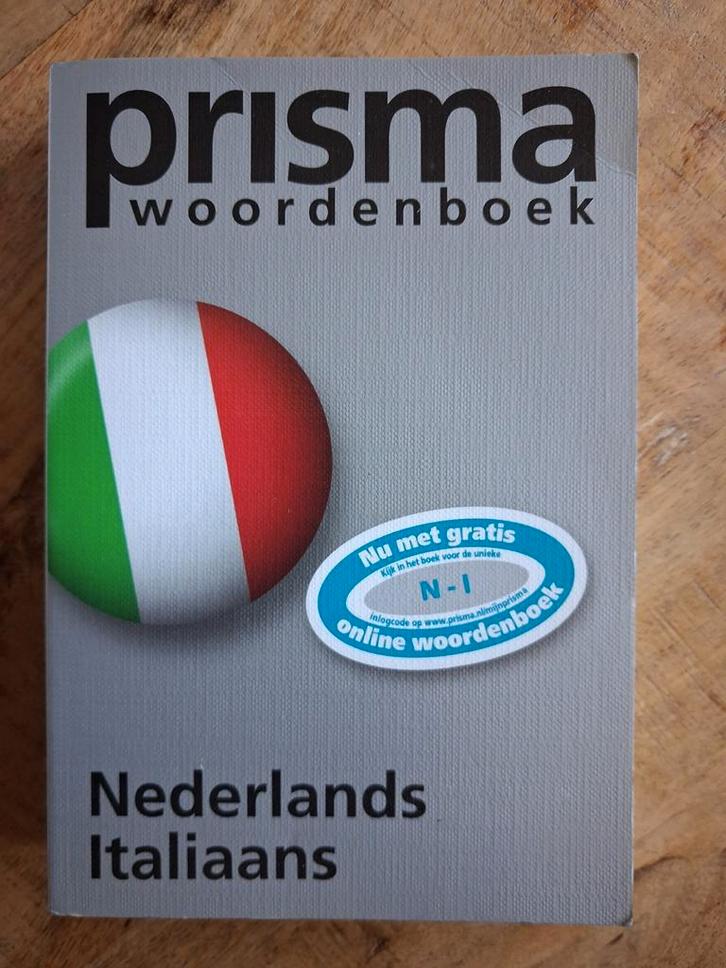 prisma
woordenboek
Nu met gratis
Kijk in het boek voor de unieke
N - I
inlogcode op www.prisma.nl/mijnprisma
online woordenboek
Nederlands
Italiaans